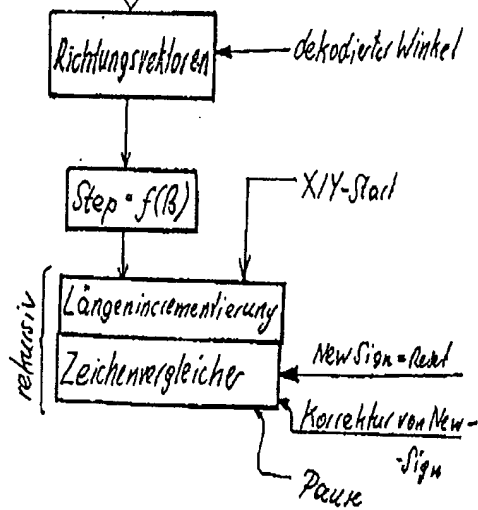 Richtungsvektoren
dekodierter Winkel
Step = f(B)
X/Y-Start
rekursiv
Längenincrementierung
Zeichenvergleicher
New Sign = Reset
Korrektur von New-
-Sign
Pause